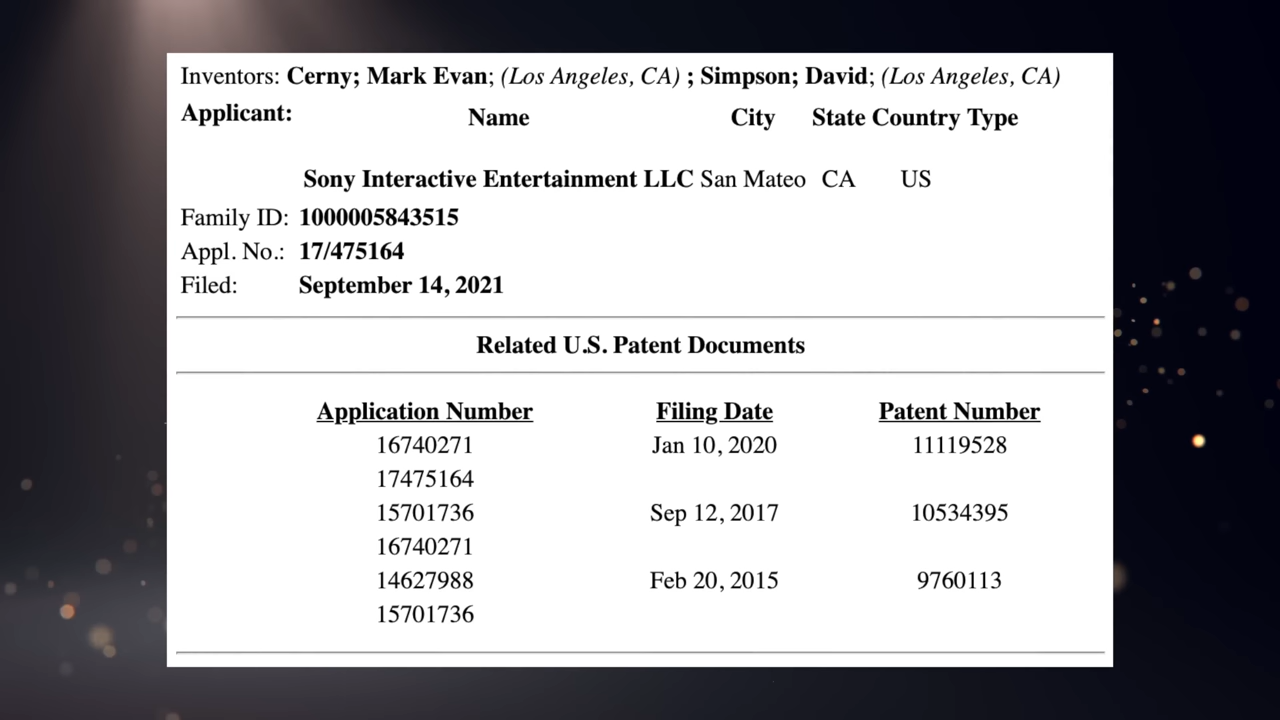 Inventors: Cerny; Mark Evan; (Los Angeles, CA) ; Simpson; David; (Los Angeles, CA)
Applicant:
Name City State Country Type
Sony Interactive Entertainment LLC San Mateo CA US
Family ID: 1000005843515
Appl. No.: 17/475164
Filed: September 14, 2021
Related U.S. Patent Documents
Application Number Filing Date Patent Number
16740271 Jan 10, 2020 11119528
17475164
15701736 Sep 12, 2017 10534395
16740271
14627988 Feb 20, 2015 9760113
15701736